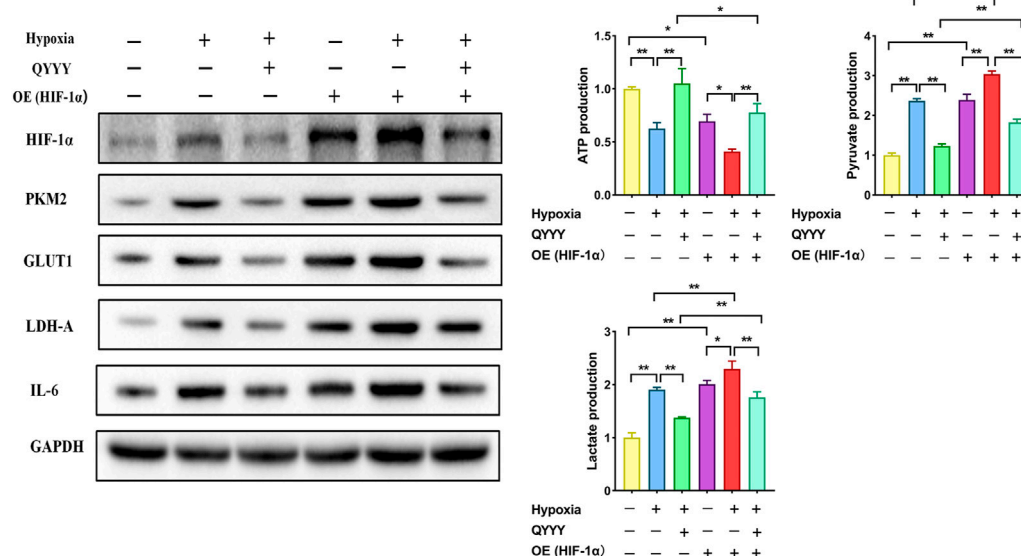 Hypoxia − + + − + +
QYYY − − + − − +
OE (HIF-1α) − − − + + +
HIF-1α
PKM2
GLUT1
LDH-A
IL-6
GAPDH
ATP production
1.5
1.0
0.5
0.0
*
*
** **
* **
Hypoxia − + + − + +
QYYY − − + − − +
OE (HIF-1α) − − − + + +
Pyruvate production
4
3
2
1
0
**
**
** **
** **
Hypoxia − + + − + +
QYYY − − + − − +
OE (HIF-1α) − − − + + +
Lactate production
3
2
1
0
**
**
**
* **
** **
Hypoxia − + + − + +
QYYY − − + − − +
OE (HIF-1α) − − − + + +